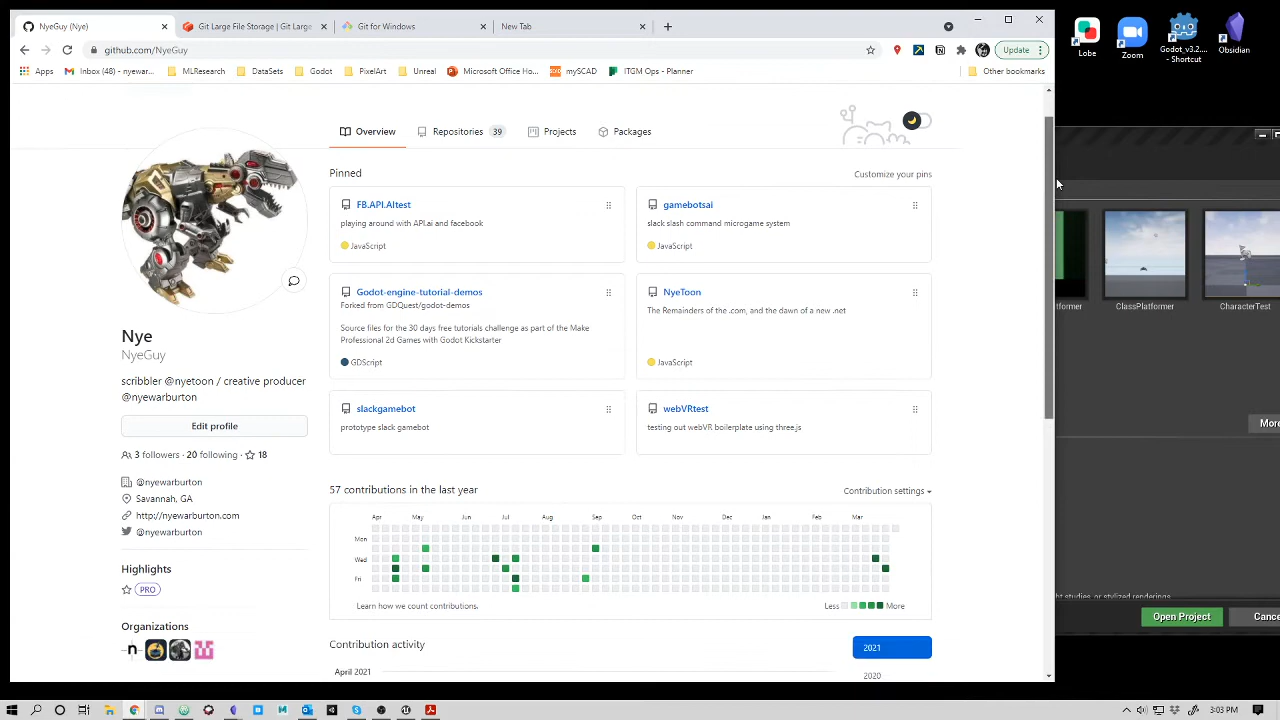 NyeGuy (Nye)
Git Large File Storage | Git Large
Git for Windows
New Tab
github.com/NyeGuy
Update
Apps
Inbox (48) - nyewar...
MLResearch
DataSets
Godot
PixelArt
Unreal
Microsoft Office Ho...
mySCAD
ITGM Ops - Planner
Other bookmarks
Lobe
Zoom
Godot_v3.2....
- Shortcut
Obsidian
Overview
Repositories 39
Projects
Packages
Pinned
Customize your pins
FB.API.AItest
playing around with API.ai and facebook
JavaScript
gamebotsai
slack slash command microgame system
JavaScript
Godot-engine-tutorial-demos
Forked from GDQuest/godot-demos
Source files for the 30 days free tutorials challenge as part of the Make
Professional 2d Games with Godot Kickstarter
GDScript
NyeToon
The Remainders of the .com, and the dawn of a new .net
JavaScript
slackgamebot
prototype slack gamebot
webVRtest
testing out webVR boilerplate using three.js
Nye
NyeGuy
scribbler @nyetoon / creative producer
@nyewarburton
Edit profile
3 followers · 20 following · 18
@nyewarburton
Savannah, GA
http://nyewarburton.com
@nyewarburton
Highlights
PRO
Organizations
n
57 contributions in the last year
Contribution settings
Apr May Jun Jul Aug Sep Oct Nov Dec Jan Feb Mar
Mon
Wed
Fri
Learn how we count contributions.
Less More
Contribution activity
2021
April 2021
2020
tformer
ClassPlatformer
CharacterTest
More
ht studies or stylized renderings.
Open Project
Cance
3:03 PM